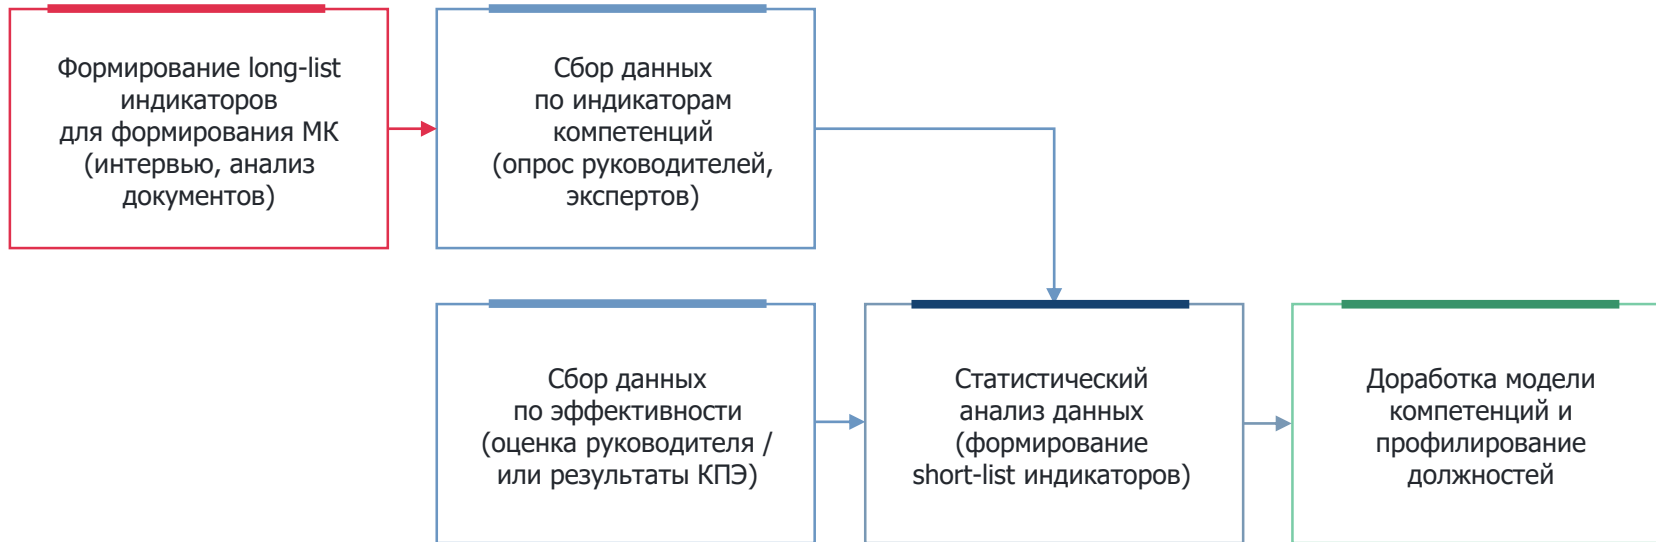 Формирование long-list
индикаторов
для формирования МК
(интервью, анализ
документов)
Сбор данных
по индикаторам
компетенций
(опрос руководителей,
экспертов)
Сбор данных
по эффективности
(оценка руководителя /
или результаты КПЭ)
Статистический
анализ данных
(формирование
short-list индикаторов)
Доработка модели
компетенций и
профилирование
должностей